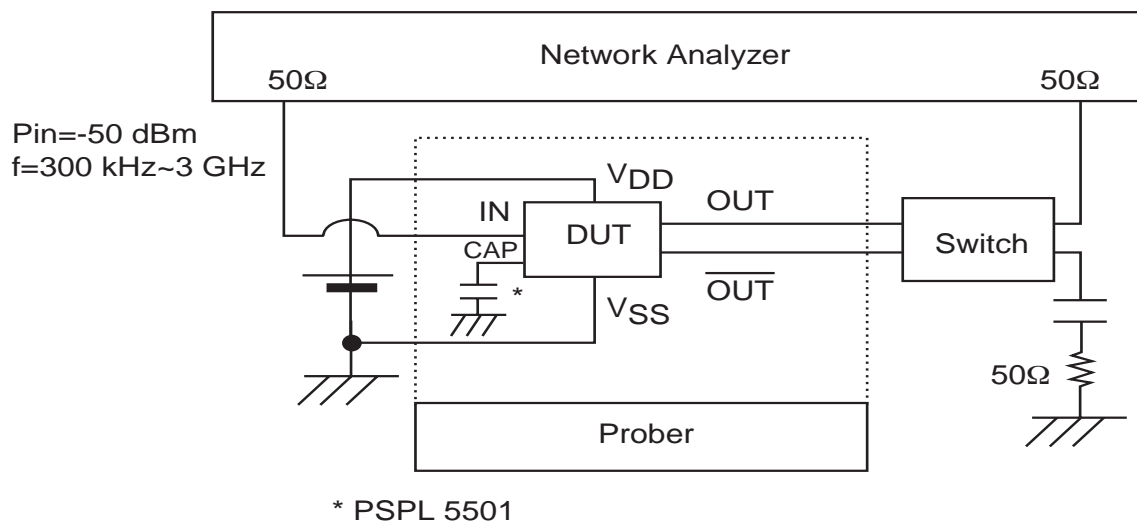 Network Analyzer
50Ω
50Ω
Pin=-50 dBm
f=300 kHz~3 GHz
VDD
IN
OUT
DUT
CAP
Switch
*
OUT
VSS
50Ω
Prober
* PSPL 5501